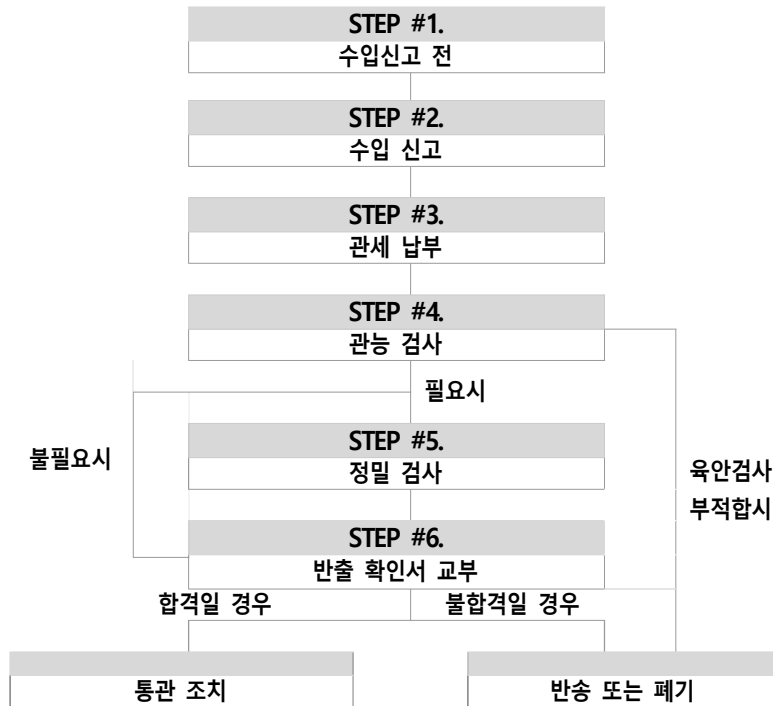 STEP #1.
수입신고 전
STEP #2.
수입 신고
STEP #3.
관세 납부
STEP #4.
관능 검사
필요시
불필요시
STEP #5.
정밀 검사
육안검사
부적합시
STEP #6.
반출 확인서 교부
합격일 경우
불합격일 경우
통관 조치
반송 또는 폐기